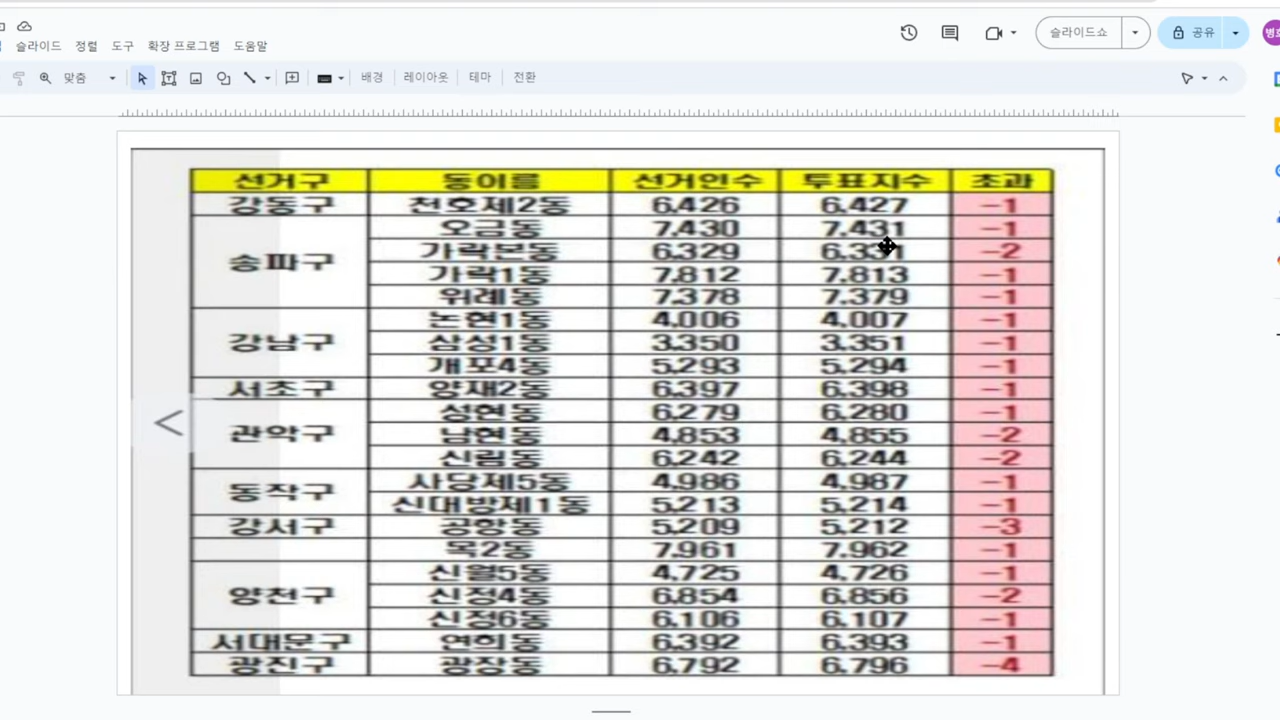 슬라이드 정렬 도구 확장 프로그램 도움말
슬라이드쇼
공유
맞춤
배경 레이아웃 테마 전환
선거구 동이름 선거인수 투표지수 초과
강동구 천호제2동 6,426 6,427 -1
송파구 오금동 7,430 7,431 -1
가락본동 6,329 6,331 -2
가락1동 7,812 7,813 -1
위례동 7,378 7,379 -1
강남구 논현1동 4,006 4,007 -1
삼성1동 3,350 3,351 -1
개포4동 5,293 5,294 -1
서초구 양재2동 6,397 6,398 -1
관악구 성현동 6,279 6,280 -1
남현동 4,853 4,855 -2
신림동 6,242 6,244 -2
동작구 사당제5동 4,986 4,987 -1
신대방제1동 5,213 5,214 -1
강서구 공항동 5,209 5,212 -3
목2동 7,961 7,962 -1
양천구 신월5동 4,725 4,726 -1
신정4동 6,854 6,856 -2
신정6동 6,106 6,107 -1
서대문구 연희동 6,392 6,393 -1
광진구 광장동 6,792 6,796 -4